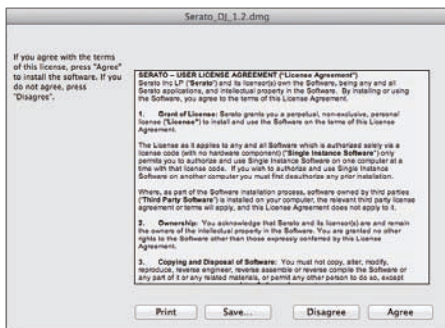 Serato_DJ_1.2.dmg
If you agree with the terms
of this license, press "Agree"
to install the software. If you
do not agree, press
"Disagree".
SERATO – USER LICENSE AGREEMENT ("License Agreement")
Serato Inc LP ("Serato") and its licensor(s) own the Software, being any and all
Serato applications, and intellectual property in the Software. By installing or using
the Software, you agree to the terms of this License Agreement.
1. Grant of License: Serato grants you a perpetual, non-exclusive, personal
license ("License") to install and use the Software on the terms of this License
Agreement.
The License as it applies to any and all Software which is authorized solely via a
license code (with no hardware component) ("Single Instance Software") only
permits you to authorize and use Single Instance Software on one computer at a
time with that license code. If you wish to authorize and use Single Instance
Software on another computer you must first deauthorize any prior installation.
Where, as part of the Software installation process, software owned by third parties
("Third Party Software") is installed on your computer, the relevant third party license
agreement or terms will apply, and this License Agreement does not apply to it.
2. Ownership: You acknowledge that Serato and its licensor(s) are and remain
the owners of the intellectual property in the Software. You are granted no other
rights to the Software other than those expressly conferred by this License
Agreement.
3. Copying and Disposal of Software: You must not copy, alter, modify,
reproduce, reverse engineer, reverse assemble or reverse compile the Software or
any part of it or any related materials, or permit any other person to do so, except
Print Save... Disagree Agree